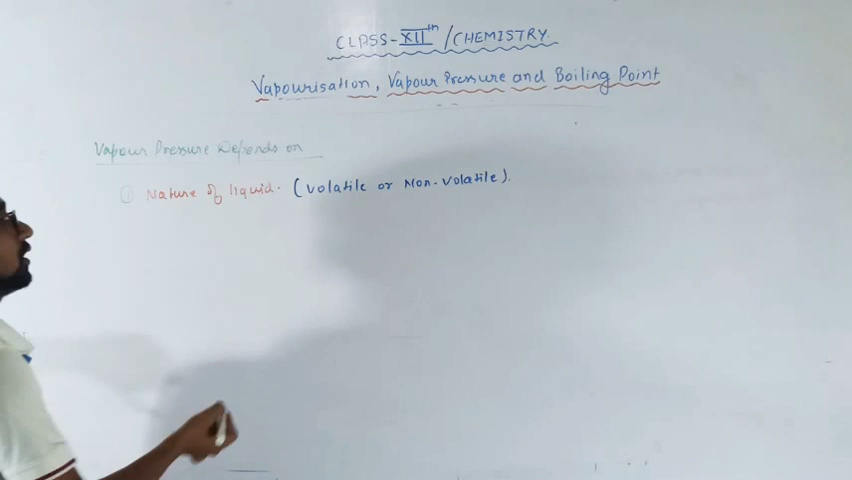 CLASS-XIIth/CHEMISTRY.
Vapourisation, Vapour Pressure and Boiling Point
Vapour Pressure Depends on
① Nature of liquid. (Volatile or Non-volatile).